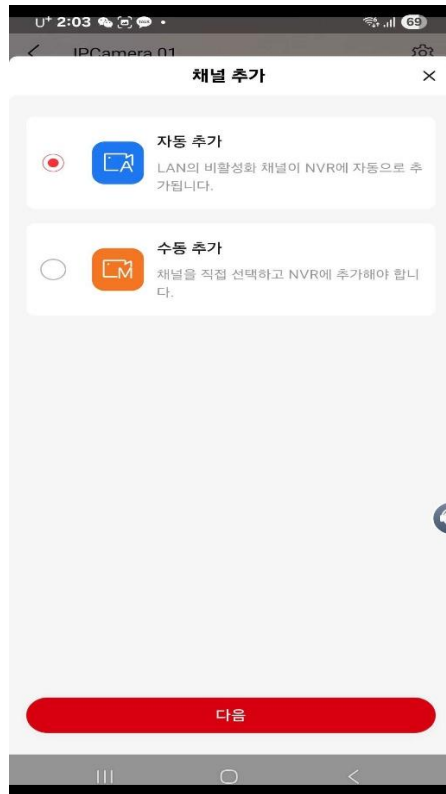 U+ 2:03
69
IPCamera 01
채널 추가
자동 추가
LAN의 비활성화 채널이 NVR에 자동으로 추
가됩니다.
A
수동 추가
채널을 직접 선택하고 NVR에 추가해야 합니
다.
M
다음